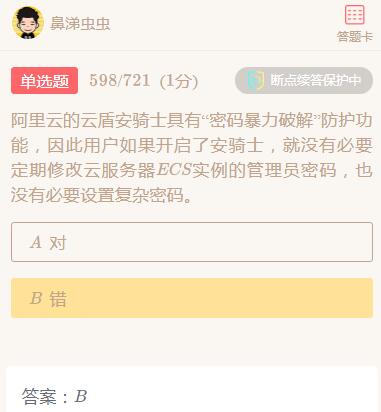 鼻涕虫虫
答题卡
单选题 598/721 (1分) 断点续答保护中
阿里云的云盾安骑士具有“密码暴力破解”防护功
能，因此用户如果开启了安骑士，就没有必要
定期修改云服务器ECS实例的管理员密码，也
没有必要设置复杂密码。
A 对
B 错
答案：B